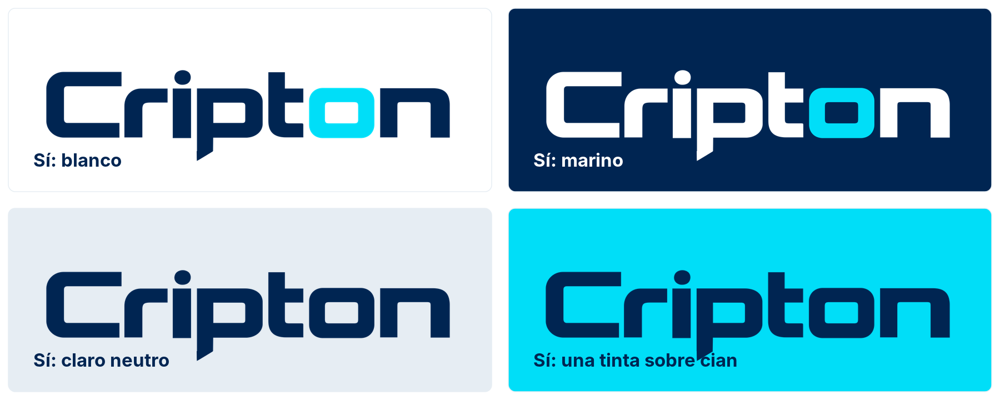 Cripton
Sí: blanco
Cripton
Sí: marino
Cripton
Sí: claro neutro
Cripton
Sí: una tinta sobre cian